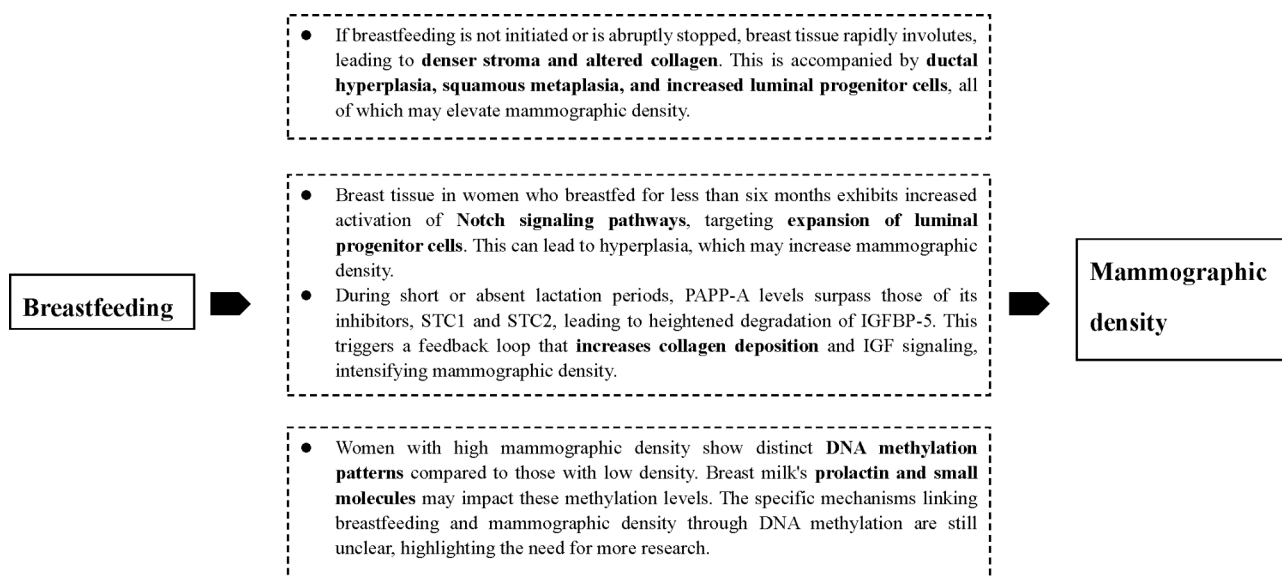 ● If breastfeeding is not initiated or is abruptly stopped, breast tissue rapidly involutes,
leading to denser stroma and altered collagen. This is accompanied by ductal
hyperplasia, squamous metaplasia, and increased luminal progenitor cells, all
of which may elevate mammographic density.
Breastfeeding
● Breast tissue in women who breastfed for less than six months exhibits increased
activation of Notch signaling pathways, targeting expansion of luminal
progenitor cells. This can lead to hyperplasia, which may increase mammographic
density.
● During short or absent lactation periods, PAPP-A levels surpass those of its
inhibitors, STC1 and STC2, leading to heightened degradation of IGFBP-5. This
triggers a feedback loop that increases collagen deposition and IGF signaling,
intensifying mammographic density.
● Women with high mammographic density show distinct DNA methylation
patterns compared to those with low density. Breast milk's prolactin and small
molecules may impact these methylation levels. The specific mechanisms linking
breastfeeding and mammographic density through DNA methylation are still
unclear, highlighting the need for more research.
Mammographic
density